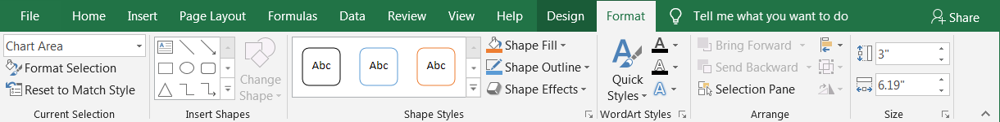 File Home Insert Page Layout Formulas Data Review View Help Design Format Tell me what you want to do Share
Chart Area
Format Selection
Reset to Match Style
Current Selection
Change
Shape
Insert Shapes
Abc Abc Abc
Shape Fill
Shape Outline
Shape Effects
Shape Styles
Quick
Styles
A
A
A
WordArt Styles
Bring Forward
Send Backward
Selection Pane
Arrange
3"
6.19"
Size